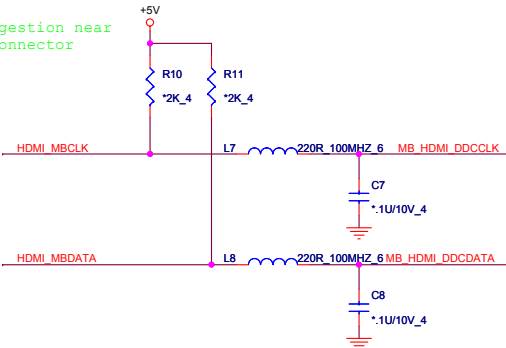 +5V
gestion near
onnector
R10
R11
*2K_4
*2K_4
HDMI_MBCLK
L7
220R_100MHZ_6
MB_HDMI_DDCCLK
C7
*.1U/10V_4
HDMI_MBDATA
L8
220R_100MHZ_6
MB_HDMI_DDCDATA
C8
*.1U/10V_4